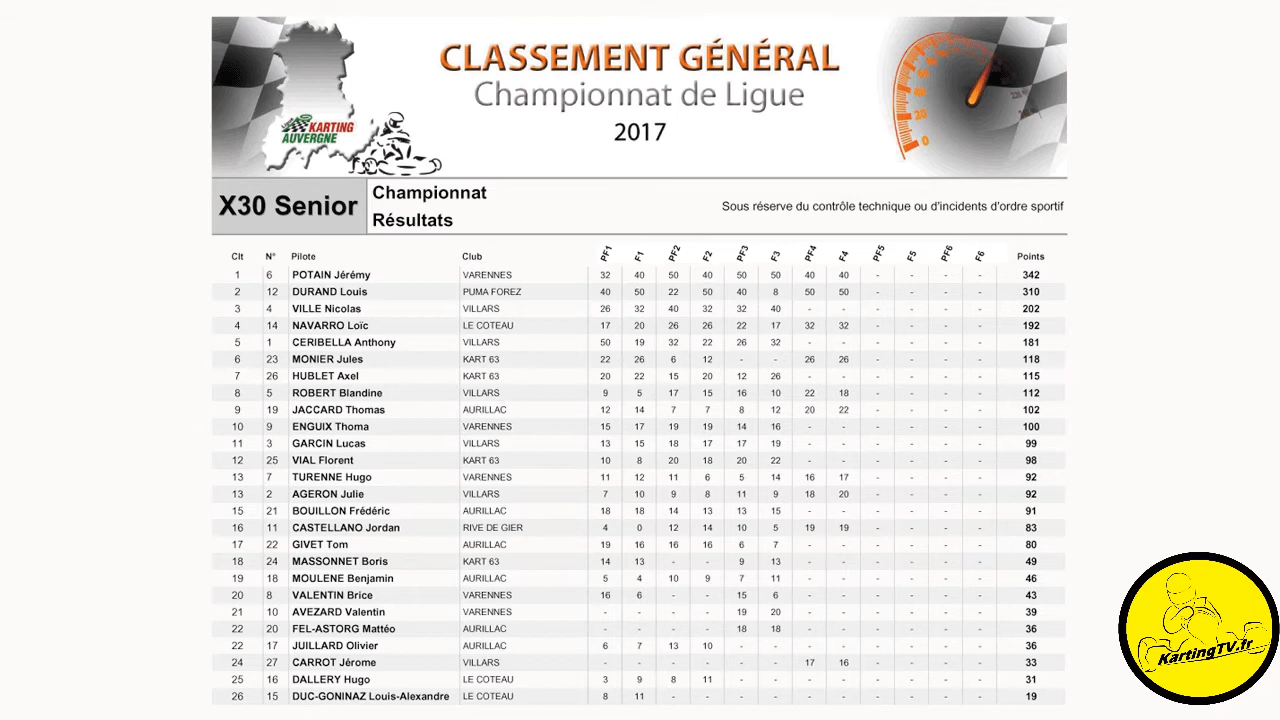 CLASSEMENT GÉNÉRAL
Championnat de Ligue
2017
KARTING
AUVERGNE
0
20
X30 Senior
Championnat
Résultats
Sous réserve du contrôle technique ou d'incidents d'ordre sportif
Clt N° Pilote Club PF1 F1 PF2 F2 PF3 F3 PF4 F4 PF5 F5 PF6 F6 Points
1 6 POTAIN Jérémy VARENNES 32 40 50 40 50 50 40 40 - - - - 342
2 12 DURAND Louis PUMA FOREZ 40 50 22 50 40 8 50 50 - - - - 310
3 4 VILLE Nicolas VILLARS 26 32 40 32 32 40 - - - - - - 202
4 14 NAVARRO Loïc LE COTEAU 17 20 26 26 22 17 32 32 - - - - 192
5 1 CERIBELLA Anthony VILLARS 50 19 32 22 26 32 - - - - - - 181
6 23 MONIER Jules KART 63 22 26 6 12 - - 26 26 - - - - 118
7 26 HUBLET Axel KART 63 20 22 15 20 12 26 - - - - - - 115
8 5 ROBERT Blandine VILLARS 9 5 17 15 16 10 22 18 - - - - 112
9 19 JACCARD Thomas AURILLAC 12 14 7 7 8 12 20 22 - - - - 102
10 9 ENGUIX Thoma VARENNES 15 17 19 19 14 16 - - - - - - 100
11 3 GARCIN Lucas VILLARS 13 15 18 17 17 19 - - - - - - 99
12 25 VIAL Florent KART 63 10 8 20 18 20 22 - - - - - - 98
13 7 TURENNE Hugo VARENNES 11 12 11 6 5 14 16 17 - - - - 92
13 2 AGERON Julie VILLARS 7 10 9 8 11 9 18 20 - - - - 92
15 21 BOUILLON Frédéric AURILLAC 18 18 14 13 13 15 - - - - - - 91
16 11 CASTELLANO Jordan RIVE DE GIER 4 0 12 14 10 5 19 19 - - - - 83
17 22 GIVET Tom AURILLAC 19 16 16 16 6 7 - - - - - - 80
18 24 MASSONNET Boris KART 63 14 13 - - 9 13 - - - - - - 49
19 18 MOULENE Benjamin AURILLAC 5 4 10 9 7 11 - - - - - - 46
20 8 VALENTIN Brice VARENNES 16 6 - - 15 6 - - - - - - 43
21 10 AVEZARD Valentin VARENNES - - - - 19 20 - - - - - - 39
22 20 FEL-ASTORG Mattéo AURILLAC - - - - 18 18 - - - - - - 36
22 17 JUILLARD Olivier AURILLAC 6 7 13 10 - - - - - - - - 36
24 27 CARROT Jérome VILLARS - - - - - - 17 16 - - - - 33
25 16 DALLERY Hugo LE COTEAU 3 9 8 11 - - - - - - - - 31
26 15 DUC-GONINAZ Louis-Alexandre LE COTEAU 8 11 - - - - - - - - - - 19
KartingTV.fr